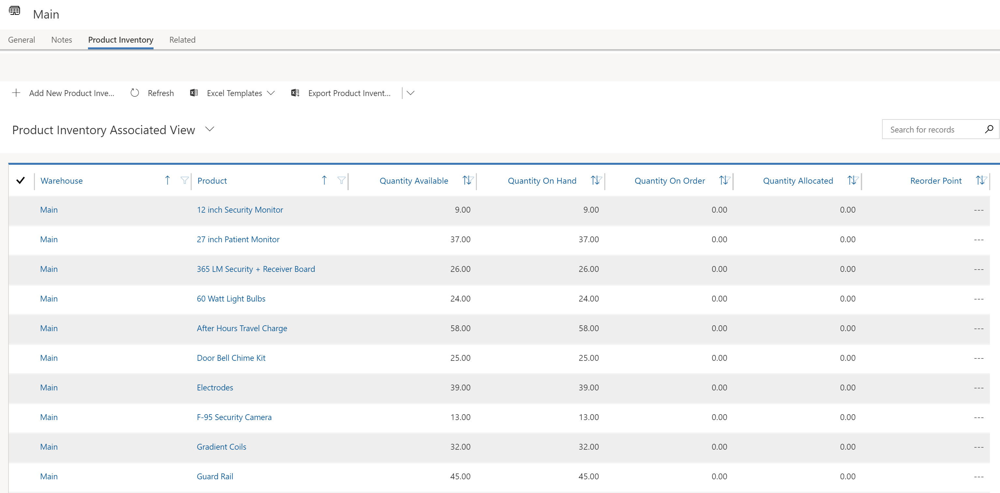 Main
General Notes Product Inventory Related
Add New Product Inve... Refresh Excel Templates Export Product Invent...
Product Inventory Associated View Search for records
Warehouse Product Quantity Available Quantity On Hand Quantity On Order Quantity Allocated Reorder Point
Main 12 inch Security Monitor 9.00 9.00 0.00 0.00 ---
Main 27 inch Patient Monitor 37.00 37.00 0.00 0.00 ---
Main 365 LM Security + Receiver Board 26.00 26.00 0.00 0.00 ---
Main 60 Watt Light Bulbs 24.00 24.00 0.00 0.00 ---
Main After Hours Travel Charge 58.00 58.00 0.00 0.00 ---
Main Door Bell Chime Kit 25.00 25.00 0.00 0.00 ---
Main Electrodes 39.00 39.00 0.00 0.00 ---
Main F-95 Security Camera 13.00 13.00 0.00 0.00 ---
Main Gradient Coils 32.00 32.00 0.00 0.00 ---
Main Guard Rail 45.00 45.00 0.00 0.00 ---